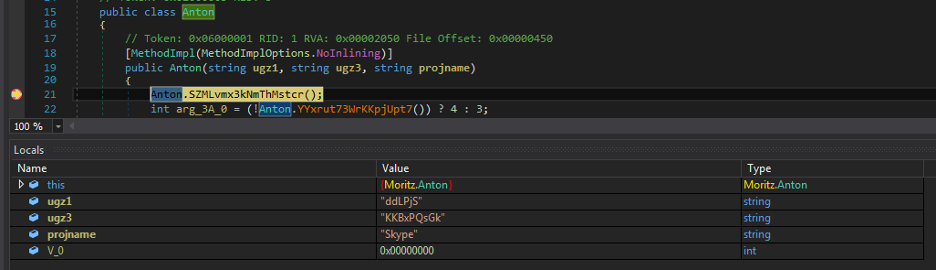 15 public class Anton
16 {
17 // Token: 0x06000001 RID: 1 RVA: 0x00002050 File Offset: 0x00000450
18 [MethodImpl(MethodImplOptions.NoInlining)]
19 public Anton(string ugz1, string ugz3, string projname)
20 {
21 Anton.SZMLvmx3kNmThMstcr();
22 int arg_3A_0 = (!Anton.YYxrut73WrKKpjUpt7()) ? 4 : 3;
100 %
Locals
Name Value Type
this {Moritz.Anton} Moritz.Anton
ugz1 "ddLPjS" string
ugz3 "KKBxPQsGk" string
projname "Skype" string
V_0 0x00000000 int